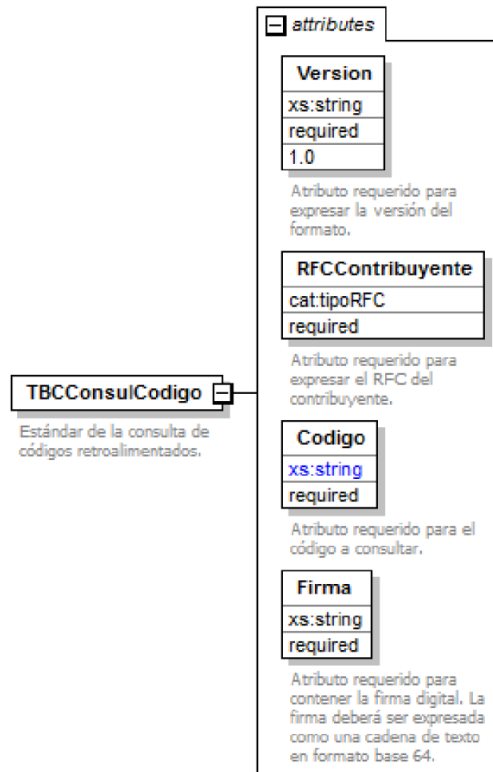 attributes
Version
xs:string
required
1.0
Atributo requerido para
expresar la versión del
formato.
RFCContribuyente
cat:tipoRFC
required
Atributo requerido para
expresar el RFC del
contribuyente.
TBCConsulCodigo
Estándar de la consulta de
códigos retroalimentados.
Codigo
xs:string
required
Atributo requerido para el
código a consultar.
Firma
xs:string
required
Atributo requerido para
contener la firma digital. La
firma deberá ser expresada
como una cadena de texto
en formato base 64.